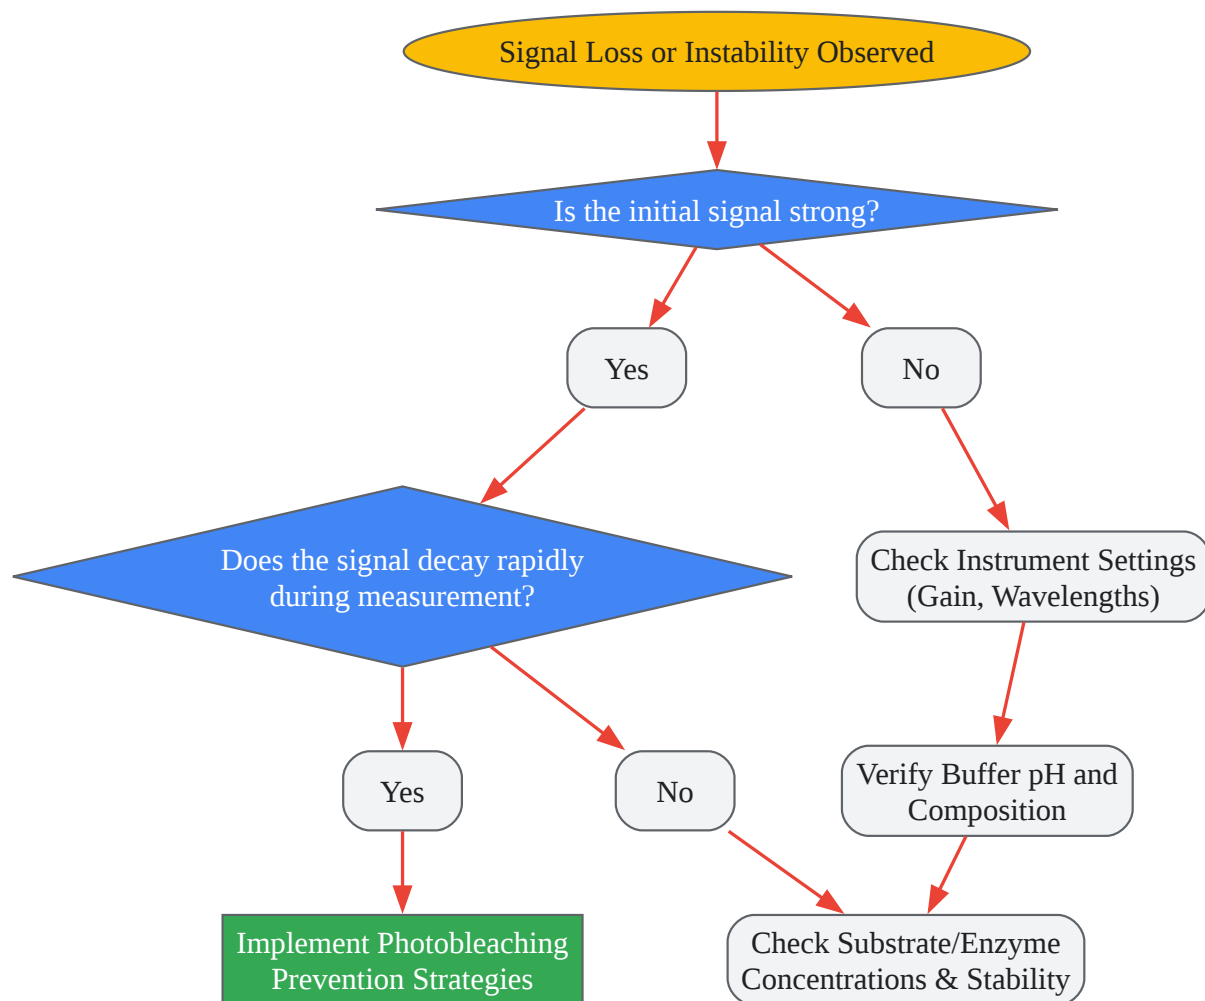 Signal Loss or Instability Observed
Is the initial signal strong?
Yes
No
Does the signal decay rapidly
during measurement?
Check Instrument Settings
(Gain, Wavelengths)
Yes
No
Verify Buffer pH and
Composition
Implement Photobleaching
Prevention Strategies
Check Substrate/Enzyme
Concentrations & Stability